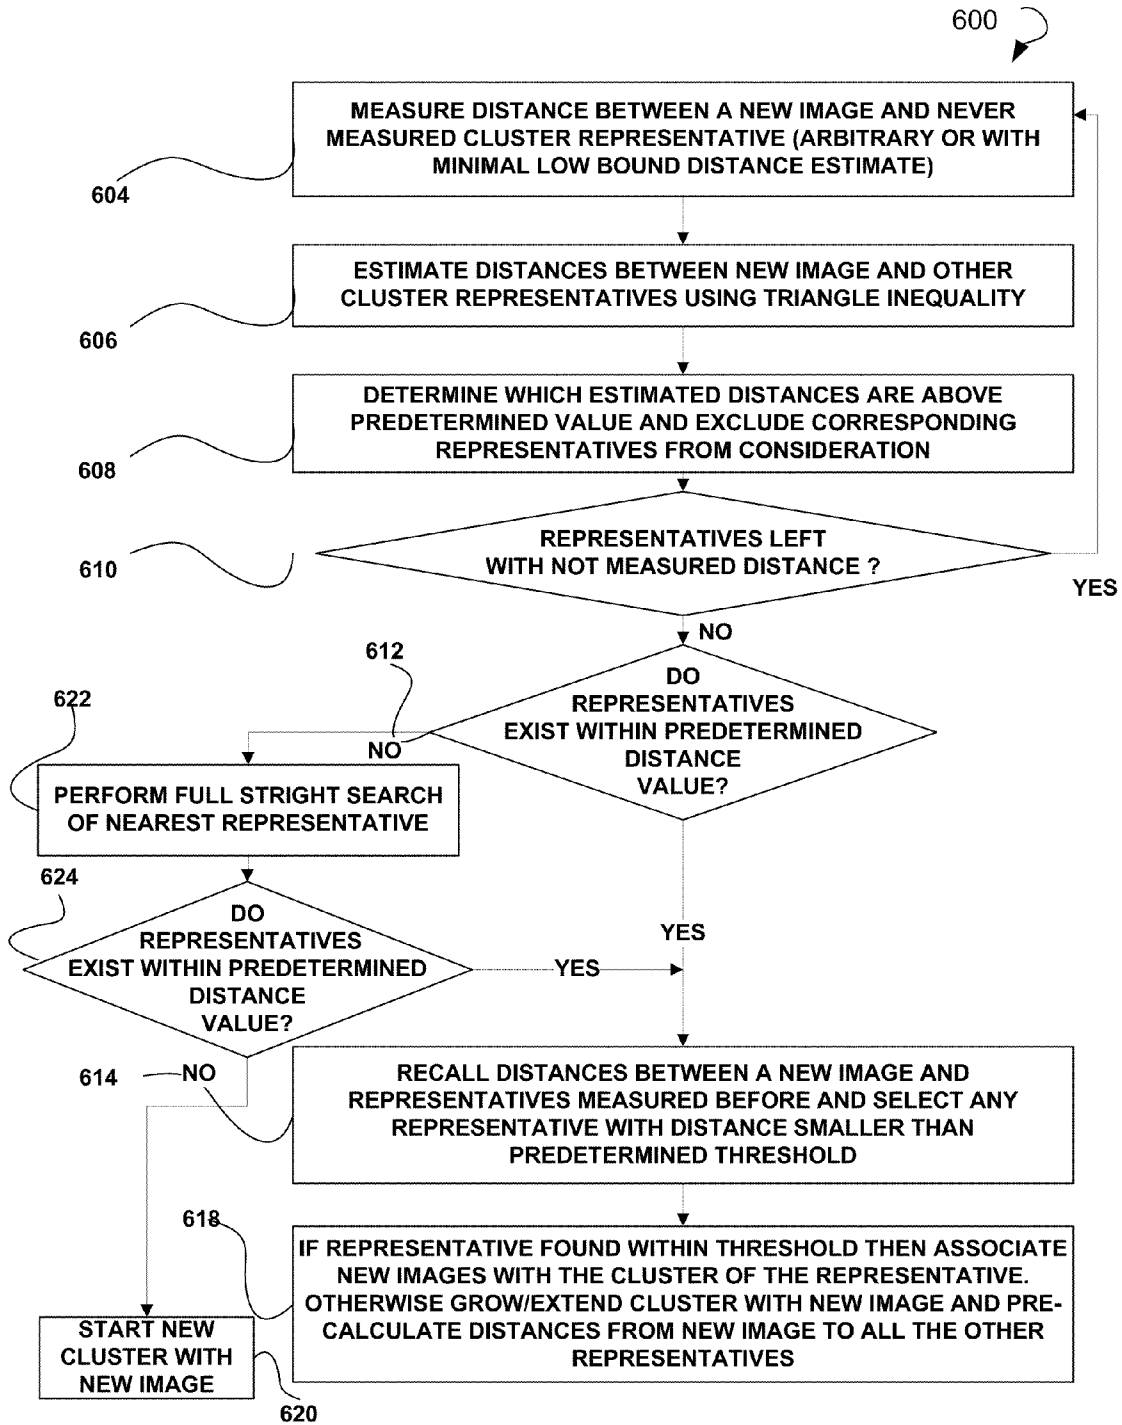 600
MEASURE DISTANCE BETWEEN A NEW IMAGE AND NEVER
MEASURED CLUSTER REPRESENTATIVE (ARBITRARY OR WITH
MINIMAL LOW BOUND DISTANCE ESTIMATE)
604
ESTIMATE DISTANCES BETWEEN NEW IMAGE AND OTHER
CLUSTER REPRESENTATIVES USING TRIANGLE INEQUALITY
606
DETERMINE WHICH ESTIMATED DISTANCES ARE ABOVE
PREDETERMINED VALUE AND EXCLUDE CORRESPONDING
REPRESENTATIVES FROM CONSIDERATION
608
REPRESENTATIVES LEFT
WITH NOT MEASURED DISTANCE ?
610
YES
NO
612
DO
REPRESENTATIVES
EXIST WITHIN PREDETERMINED
DISTANCE
VALUE?
NO
622
PERFORM FULL STRIGHT SEARCH
OF NEAREST REPRESENTATIVE
624
DO
REPRESENTATIVES
EXIST WITHIN PREDETERMINED
DISTANCE
VALUE?
YES
YES
NO
614
RECALL DISTANCES BETWEEN A NEW IMAGE AND
REPRESENTATIVES MEASURED BEFORE AND SELECT ANY
REPRESENTATIVE WITH DISTANCE SMALLER THAN
PREDETERMINED THRESHOLD
618
IF REPRESENTATIVE FOUND WITHIN THRESHOLD THEN ASSOCIATE
NEW IMAGES WITH THE CLUSTER OF THE REPRESENTATIVE.
OTHERWISE GROW/EXTEND CLUSTER WITH NEW IMAGE AND PRE-
CALCULATE DISTANCES FROM NEW IMAGE TO ALL THE OTHER
REPRESENTATIVES
START NEW
CLUSTER WITH
NEW IMAGE
620